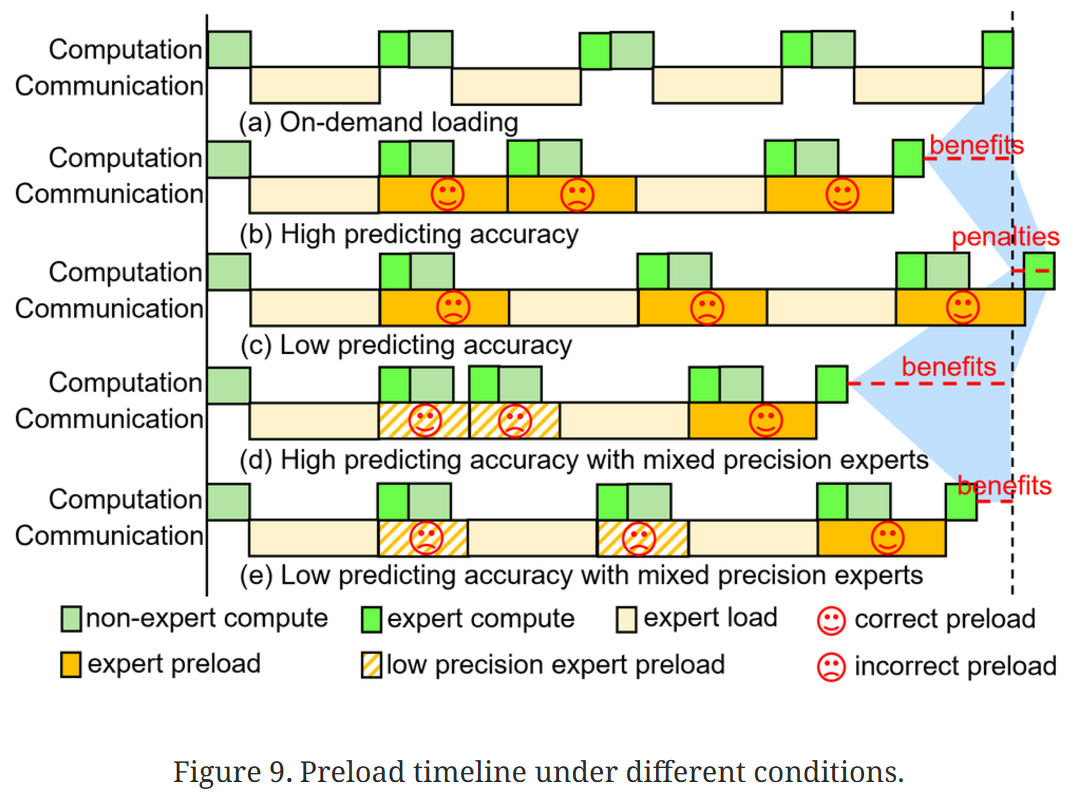 Computation
Communication
(a) On-demand loading
Computation
benefits
Communication
(b) High predicting accuracy
penalties
Computation
Communication
(c) Low predicting accuracy
benefits
Computation
Communication
(d) High predicting accuracy with mixed precision experts
benefits
Computation
Communication
(e) Low predicting accuracy with mixed precision experts
non-expert compute expert compute expert load correct preload
expert preload low precision expert preload incorrect preload
Figure 9. Preload timeline under different conditions.